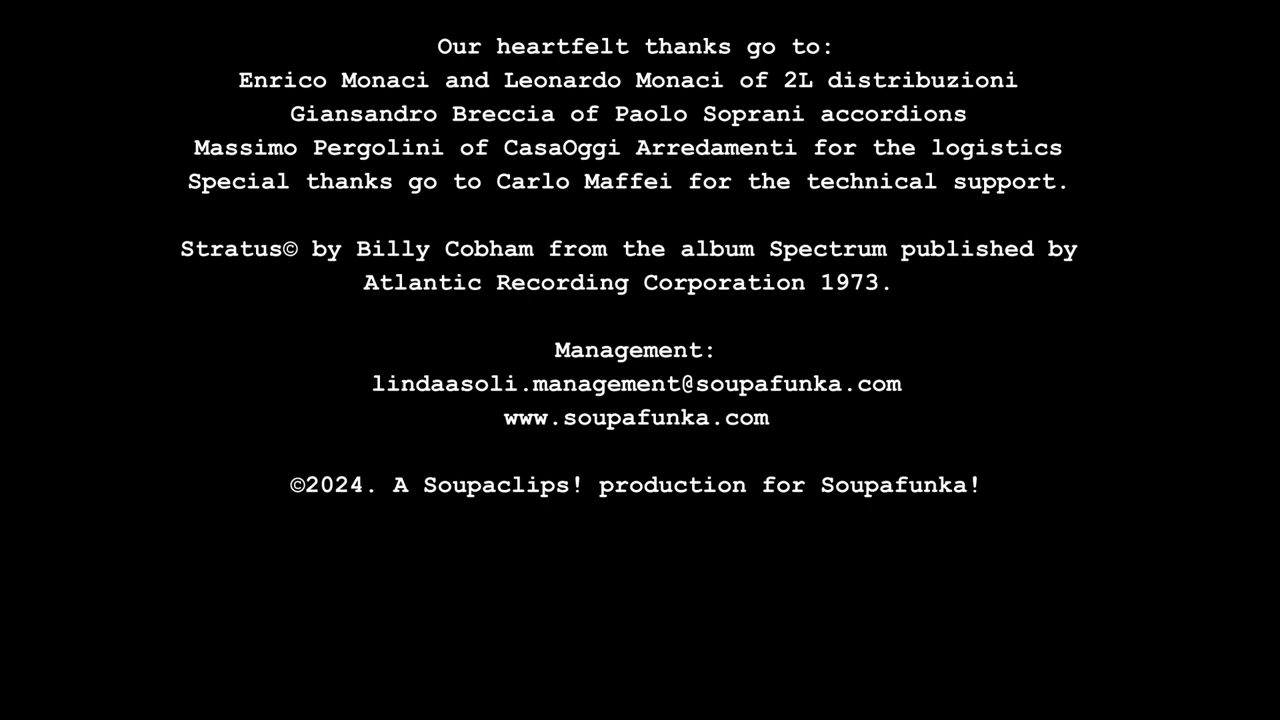 Our heartfelt thanks go to:
Enrico Monaci and Leonardo Monaci of 2L distribuzioni
Giansandro Breccia of Paolo Soprani accordions
Massimo Pergolini of CasaOggi Arredamenti for the logistics
Special thanks go to Carlo Maffei for the technical support.
Stratus© by Billy Cobham from the album Spectrum published by
Atlantic Recording Corporation 1973.
Management:
lindaasoli.management@soupafunka.com
www.soupafunka.com
©2024. A Soupaclips! production for Soupafunka!